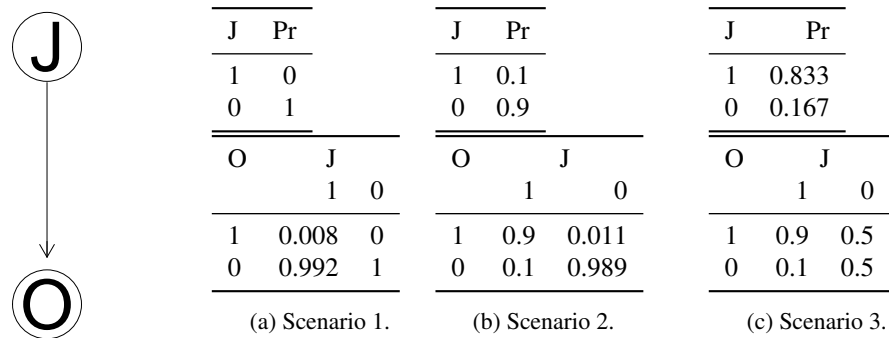 J
O
J Pr
1 0
0 1
O J
1 0
1 0.008 0
0 0.992 1
(a) Scenario 1.
J Pr
1 0.1
0 0.9
O J
1 0
1 0.9 0.011
0 0.1 0.989
(b) Scenario 2.
J Pr
1 0.833
0 0.167
O J
1 0
1 0.9 0.5
0 0.1 0.5
(c) Scenario 3.